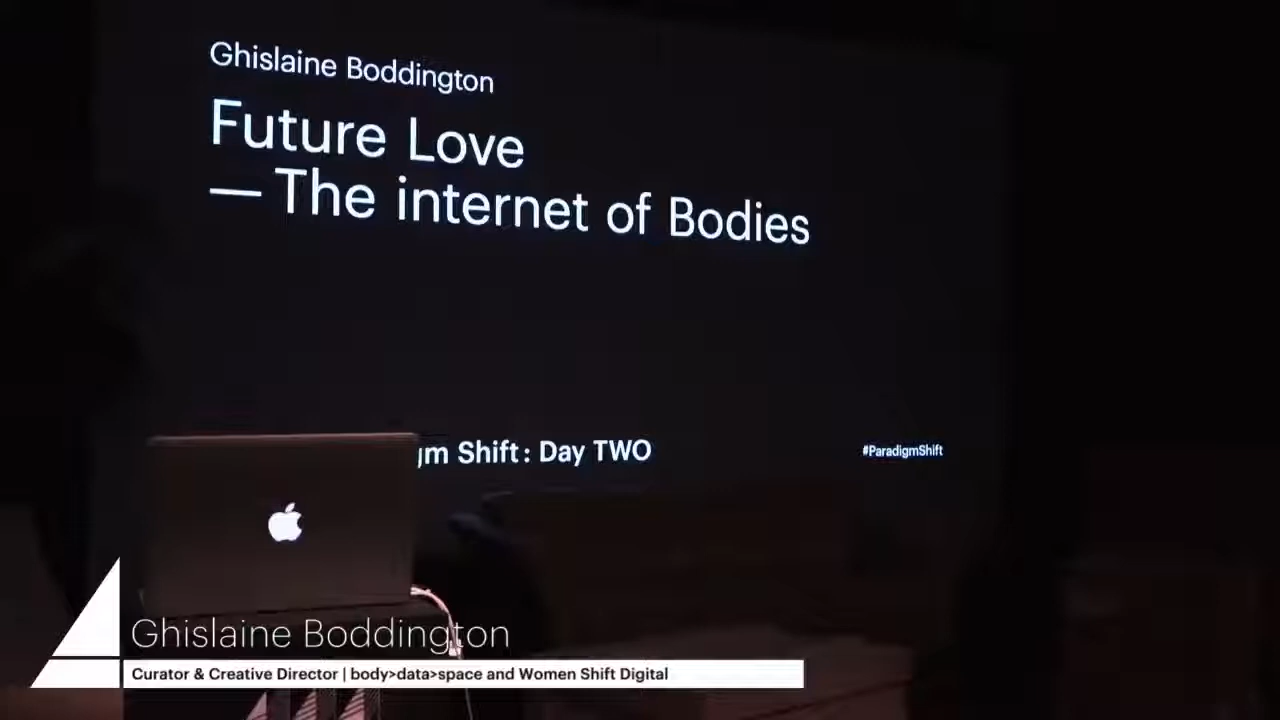 Ghislaine Boddington
Future Love
— The internet of Bodies
gm Shift: Day TWO
#ParadigmShift
Ghislaine Boddington
Curator & Creative Director | body>data>space and Women Shift Digital